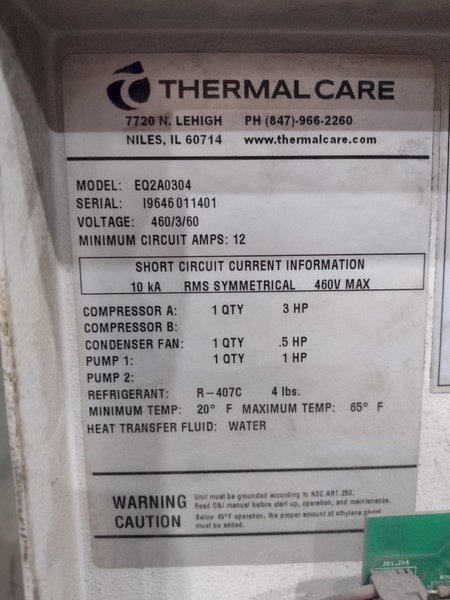 THERMALCARE
7720 N. LEHIGH PH (847)-966-2260
NILES, IL 60714 www.thermalcare.com
MODEL: EQ2A0304
SERIAL: I9646011401
VOLTAGE: 460/3/60
MINIMUM CIRCUIT AMPS: 12
SHORT CIRCUIT CURRENT INFORMATION
10 kA RMS SYMMETRICAL 460V MAX
COMPRESSOR A: 1 QTY 3 HP
COMPRESSOR B:
CONDENSER FAN: 1 QTY .5 HP
PUMP 1: 1 QTY 1 HP
PUMP 2:
REFRIGERANT: R-407C 4 lbs.
MINIMUM TEMP: 20° F MAXIMUM TEMP: 65° F
HEAT TRANSFER FLUID: WATER
WARNING Unit must be grounded according to NEC AR1.250.
Read O&I manual before start up, operation, and maintenance.
CAUTION Below 45°F operation, the proper amount of ethylene glycol
must be added.
J01.204